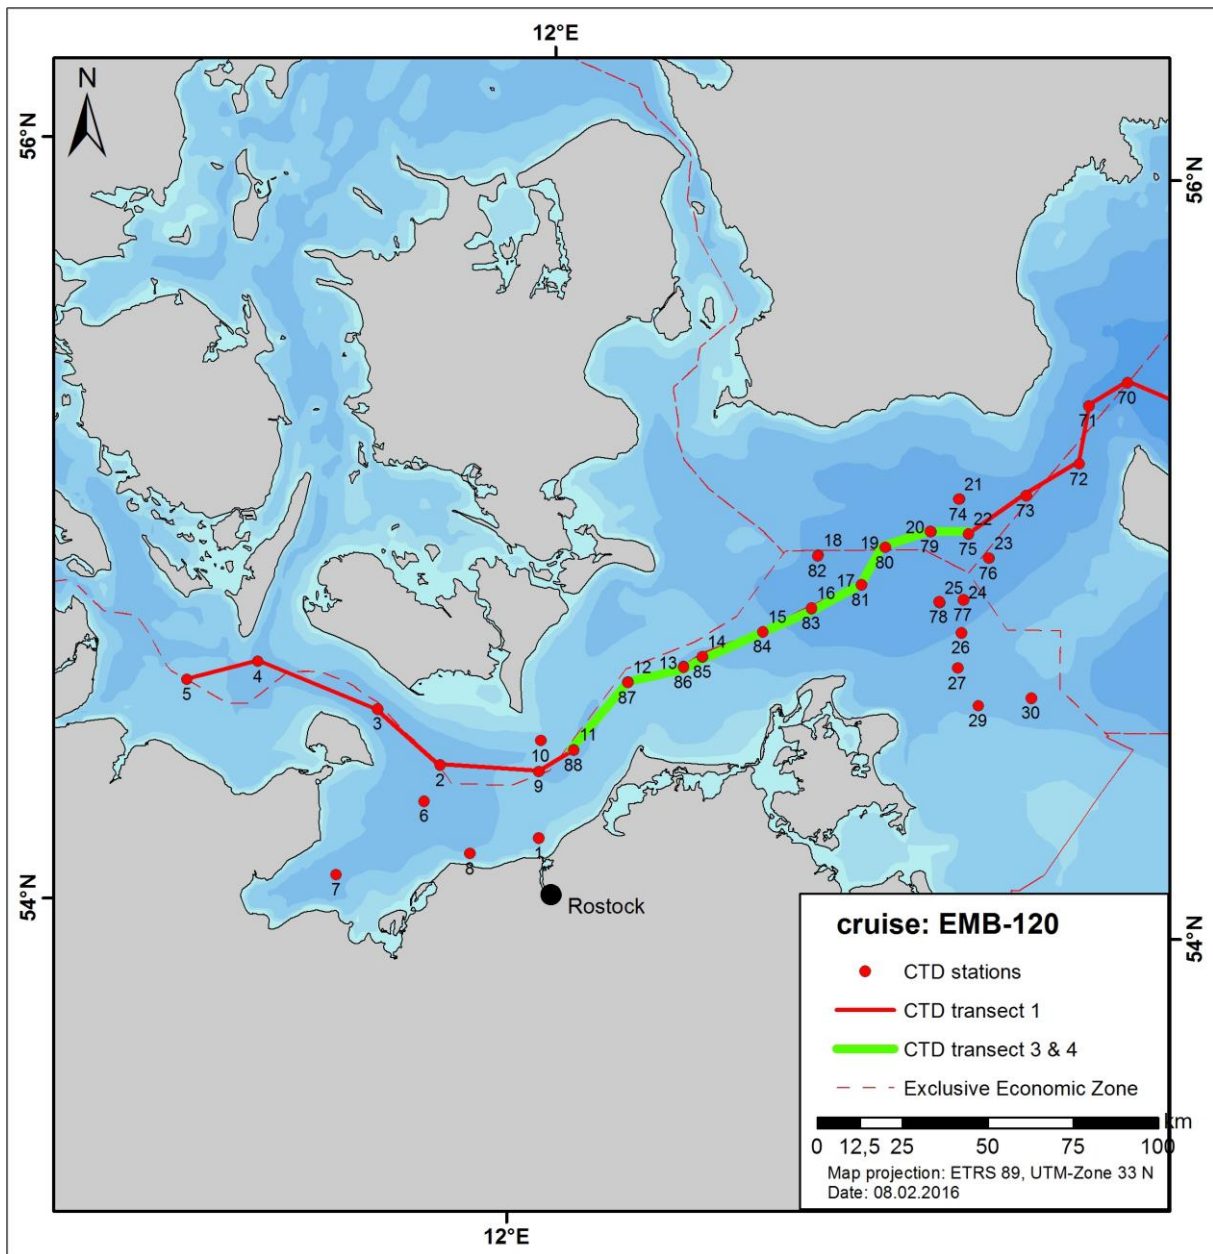 12°E
N
56°N
56°N
70
71
72
21
73
74
20
22
79
75
19
18
23
80
82
76
17
25
24
16
81
78
77
83
15
26
14
84
13
12
85
27
4
86
5
87
30
29
3
11
10
88
2
9
6
1
8
7
54°N
Rostock
54°N
cruise: EMB-120
CTD stations
CTD transect 1
CTD transect 3 & 4
Exclusive Economic Zone
km
0 12,5 25 50 75 100
Map projection: ETRS 89, UTM-Zone 33 N
Date: 08.02.2016
12°E